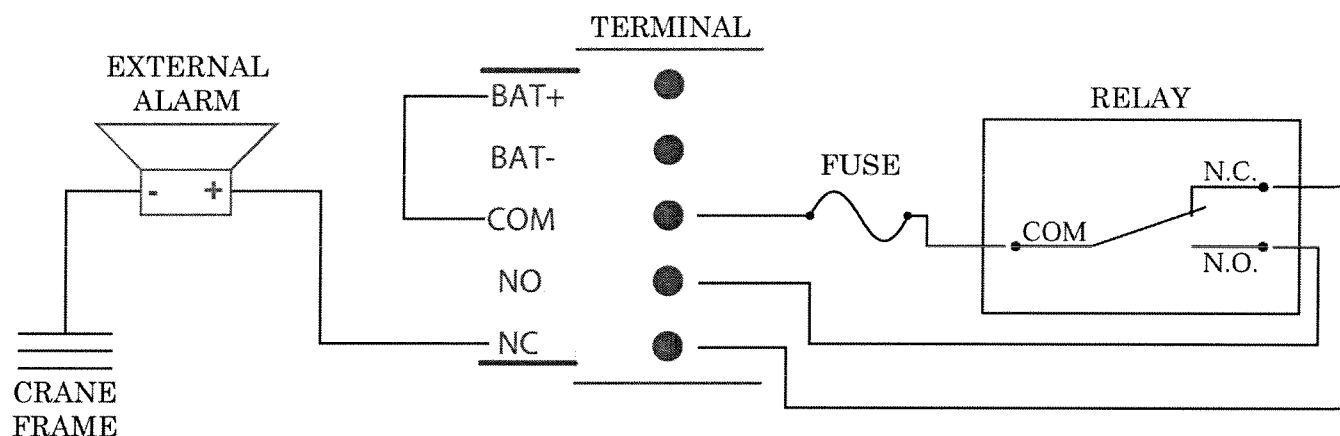 TERMINAL
EXTERNAL
ALARM
- +
BAT+
BAT-
COM
NO
NC
FUSE
RELAY
N.C.
COM
N.O.
CRANE
FRAME